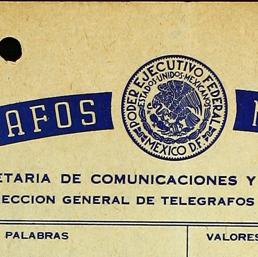 AFOS
PODER EJECUTIVO FEDERAL
ESTADOS UNIDOS MEXICANOS
MEXICO D.F.
ETARIA DE COMUNICACIONES Y
ECCION GENERAL DE TELEGRAFOS
PALABRAS
VALORES